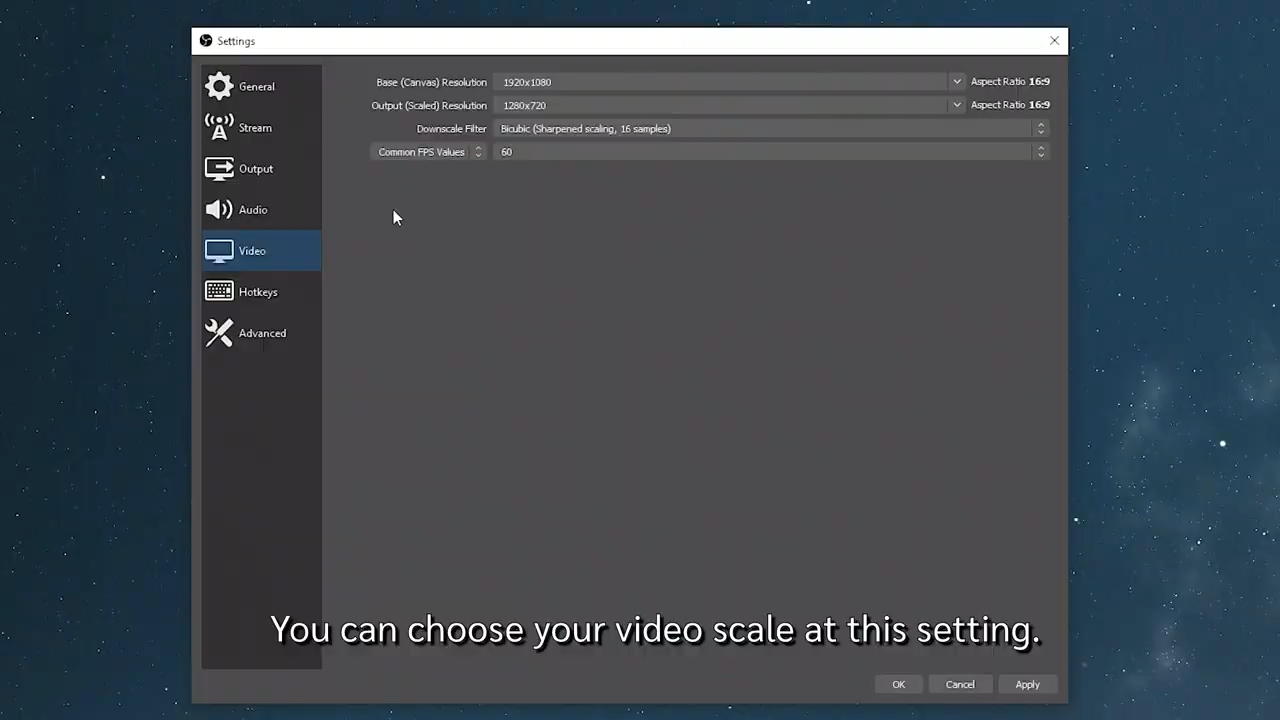 Settings
General
Stream
Output
Audio
Video
Hotkeys
Advanced
Base (Canvas) Resolution 1920x1080 Aspect Ratio 16:9
Output (Scaled) Resolution 1280x720 Aspect Ratio 16:9
Downscale Filter Bicubic (Sharpened scaling, 16 samples)
Common FPS Values 60
You can choose your video scale at this setting.
OK Cancel Apply